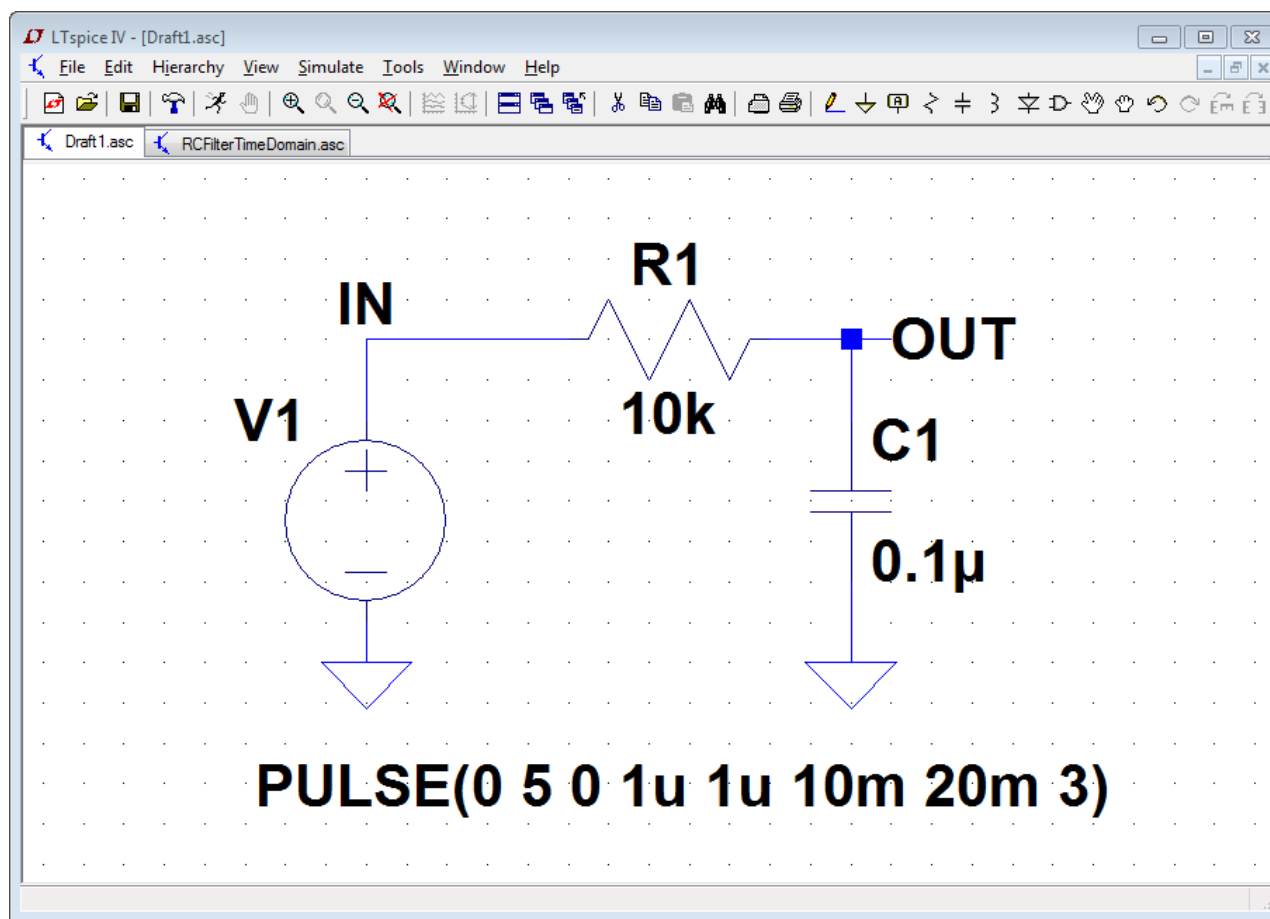 LTspice IV - [Draft1.asc]
File Edit Hierarchy View Simulate Tools Window Help
Draft1.asc RCFilterTimeDomain.asc
R1
IN
OUT
10k
V1
C1
0.1µ
PULSE(0 5 0 1u 1u 10m 20m 3)